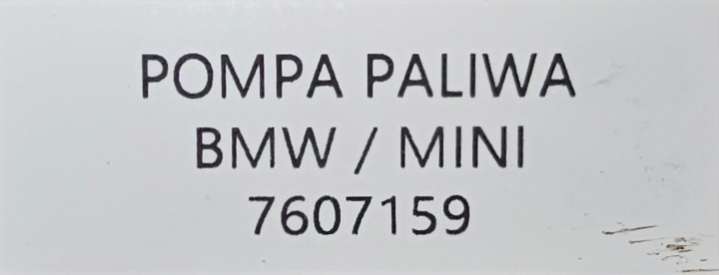 POMPA PALIWA
BMW / MINI
7607159